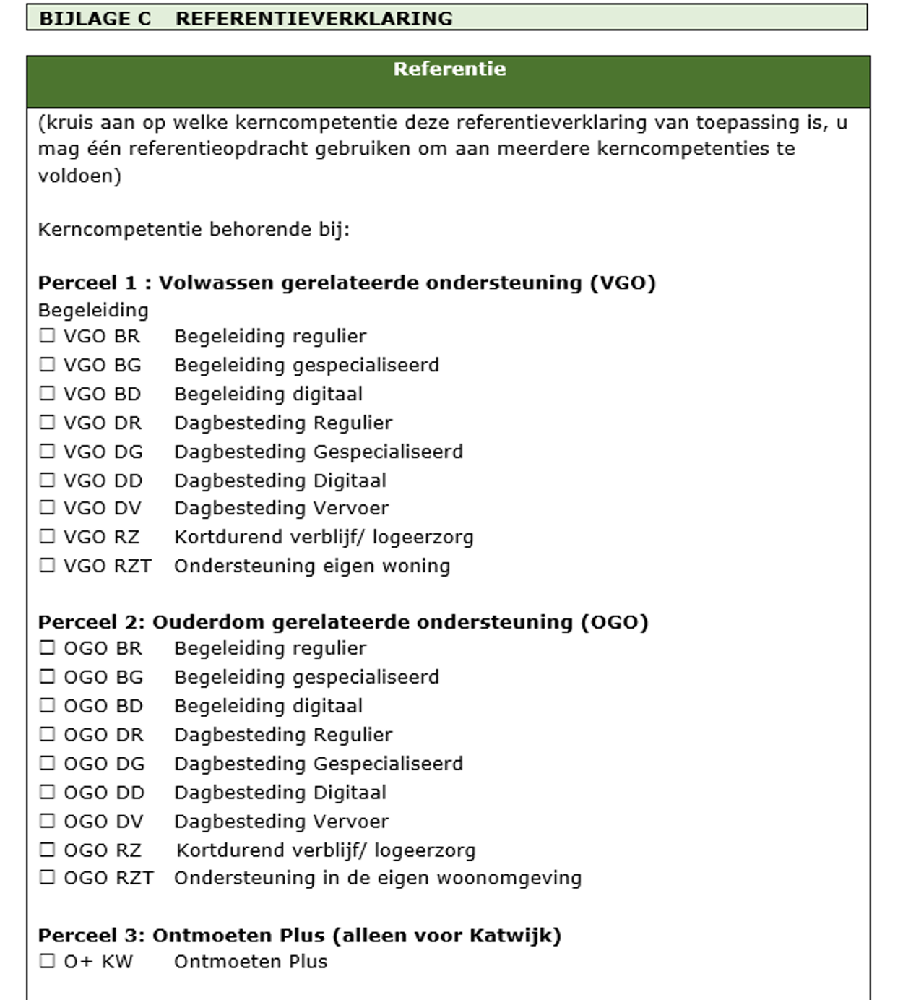 BIJLAGE C REFERENTIEVERKLARING
Referentie
(kruis aan op welke kerncompetentie deze referentieverklaring van toepassing is, u
mag één referentieopdracht gebruiken om aan meerdere kerncompetenties te
voldoen)
Kerncompetentie behorende bij:
Perceel 1 : Volwassen gerelateerde ondersteuning (VGO)
Begeleiding
☐ VGO BR Begeleiding regulier
☐ VGO BG Begeleiding gespecialiseerd
☐ VGO BD Begeleiding digitaal
☐ VGO DR Dagbesteding Regulier
☐ VGO DG Dagbesteding Gespecialiseerd
☐ VGO DD Dagbesteding Digitaal
☐ VGO DV Dagbesteding Vervoer
☐ VGO RZ Kortdurend verblijf/ logeerzorg
☐ VGO RZT Ondersteuning eigen woning
Perceel 2: Ouderdom gerelateerde ondersteuning (OGO)
☐ OGO BR Begeleiding regulier
☐ OGO BG Begeleiding gespecialiseerd
☐ OGO BD Begeleiding digitaal
☐ OGO DR Dagbesteding Regulier
☐ OGO DG Dagbesteding Gespecialiseerd
☐ OGO DD Dagbesteding Digitaal
☐ OGO DV Dagbesteding Vervoer
☐ OGO RZ Kortdurend verblijf/ logeerzorg
☐ OGO RZT Ondersteuning in de eigen woonomgeving
Perceel 3: Ontmoeten Plus (alleen voor Katwijk)
☐ O+ KW Ontmoeten Plus